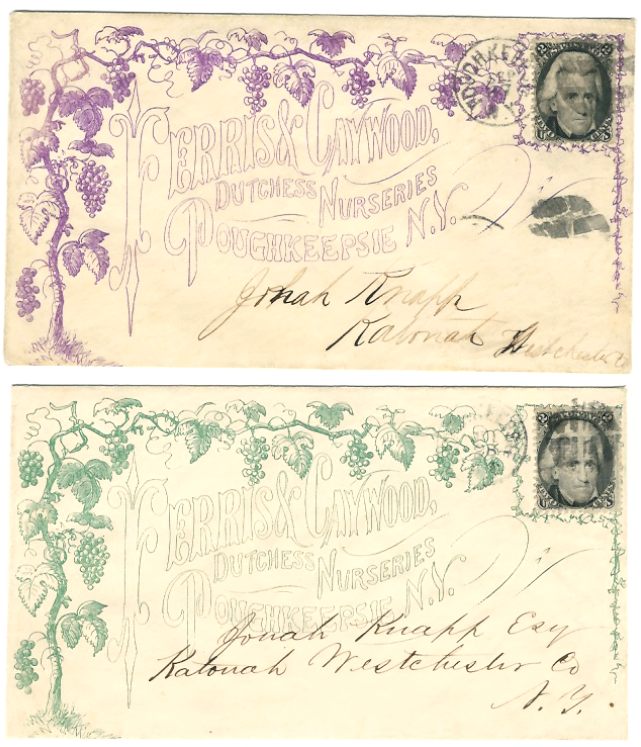 FERRIS & CAYWOOD,
DUTCHESS NURSERIES
POUGHKEEPSIE N.Y.
Jonah Knapp
Katonah Westchester
FERRIS & CAYWOOD,
DUTCHESS NURSERIES
POUGHKEEPSIE N.Y.
Jonah Knapp Esq
Katonah Westchester Co
N. Y.